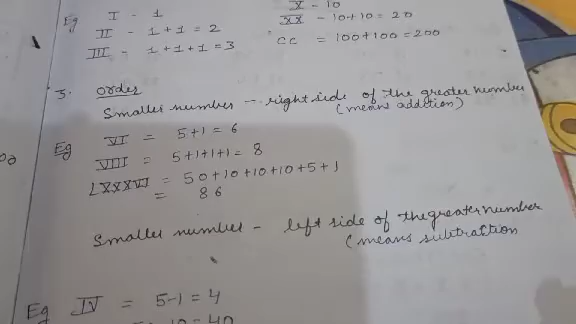 Eg I - 1
II - 1+1=2
III - 1+1+1=3
X - 10
XX - 10+10=20
CC = 100+100=200
3. Order
Smaller number - right side of the greater number
(means addition)
Eg VI = 5+1=6
VIII = 5+1+1+1=8
LXXXVI = 50+10+10+10+5+1
= 86
Smaller number - left side of the greater number
(means subtraction
Eg IV = 5-1=4